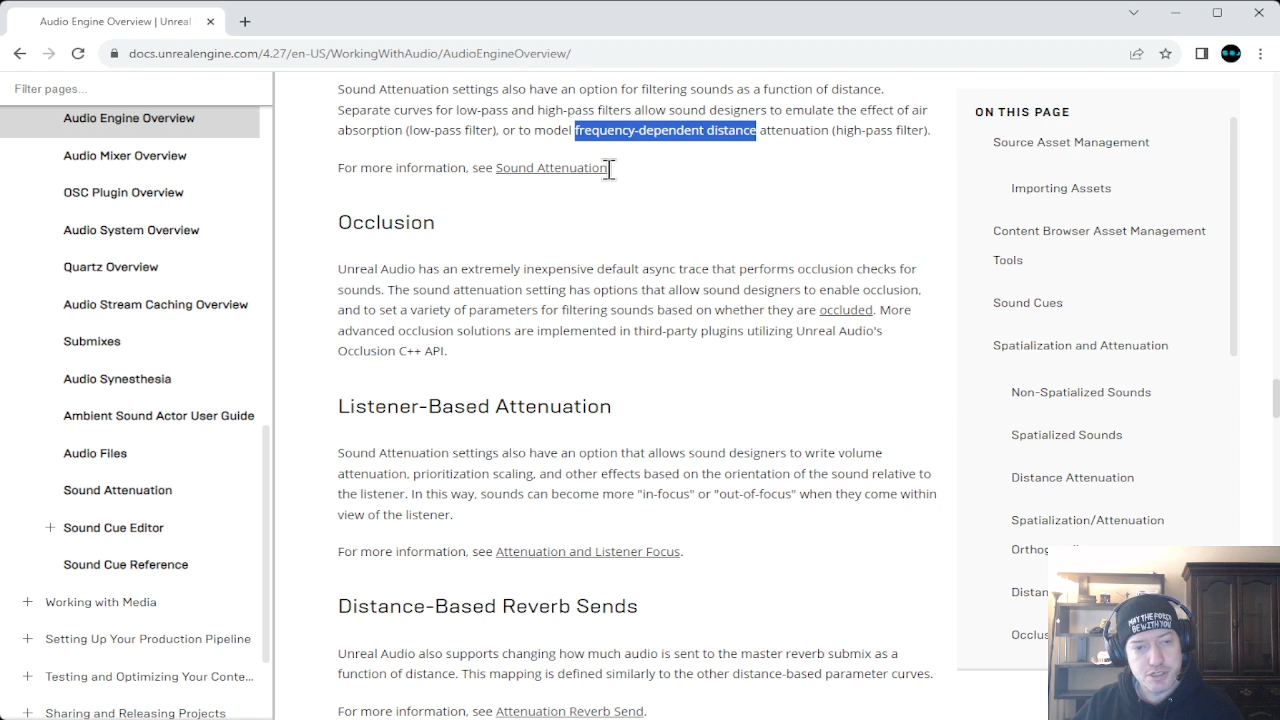 Audio Engine Overview | Unreal
docs.unrealengine.com/4.27/en-US/WorkingWithAudio/AudioEngineOverview/
Filter pages...
Audio Engine Overview
Audio Mixer Overview
OSC Plugin Overview
Audio System Overview
Quartz Overview
Audio Stream Caching Overview
Submixes
Audio Synesthesia
Ambient Sound Actor User Guide
Audio Files
Sound Attenuation
Sound Cue Editor
Sound Cue Reference
Working with Media
Setting Up Your Production Pipeline
Testing and Optimizing Your Conte...
Sharing and Releasing Projects
Sound Attenuation settings also have an option for filtering sounds as a function of distance.
Separate curves for low-pass and high-pass filters allow sound designers to emulate the effect of air
absorption (low-pass filter), or to model frequency-dependent distance attenuation (high-pass filter).
For more information, see Sound Attenuation
Occlusion
Unreal Audio has an extremely inexpensive default async trace that performs occlusion checks for
sounds. The sound attenuation setting has options that allow sound designers to enable occlusion,
and to set a variety of parameters for filtering sounds based on whether they are occluded. More
advanced occlusion solutions are implemented in third-party plugins utilizing Unreal Audio's
Occlusion C++ API.
Listener-Based Attenuation
Sound Attenuation settings also have an option that allows sound designers to write volume
attenuation, prioritization scaling, and other effects based on the orientation of the sound relative to
the listener. In this way, sounds can become more "in-focus" or "out-of-focus" when they come within
view of the listener.
For more information, see Attenuation and Listener Focus.
Distance-Based Reverb Sends
Unreal Audio also supports changing how much audio is sent to the master reverb submix as a
function of distance. This mapping is defined similarly to the other distance-based parameter curves.
For more information, see Attenuation Reverb Send.
ON THIS PAGE
Source Asset Management
Importing Assets
Content Browser Asset Management
Tools
Sound Cues
Spatialization and Attenuation
Non-Spatialized Sounds
Spatialized Sounds
Distance Attenuation
Spatialization/Attenuation
Orthog
Distan
Occlus
MAY THE FORCE
BE WITH YOU